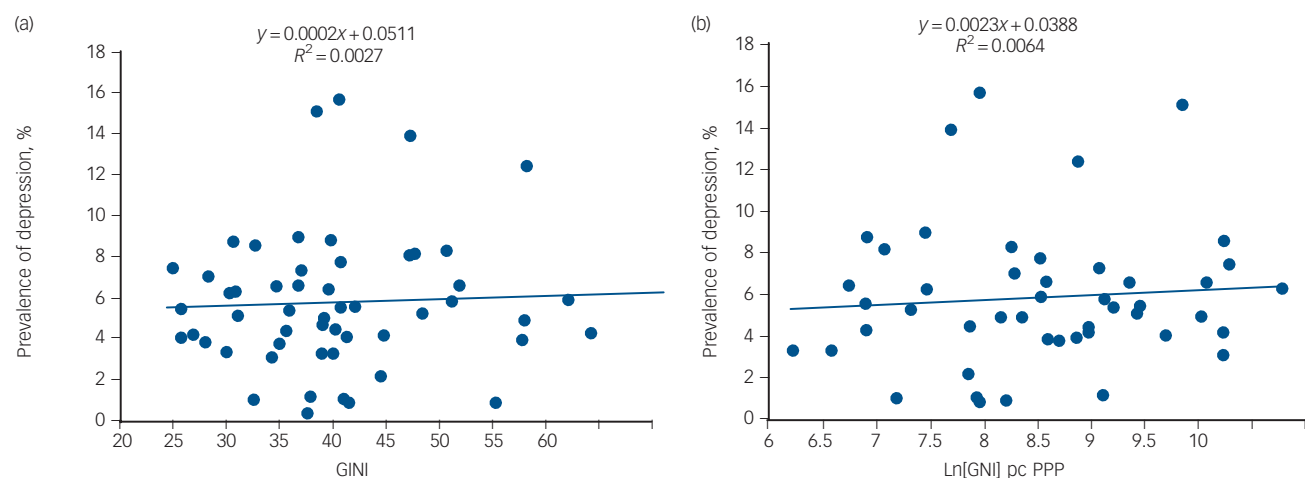 (a)
y = 0.0002x + 0.0511
R² = 0.0027
Prevalence of depression, %
18
16
14
12
10
8
6
4
2
0
20 25 30 35 40 45 50 55 60
GINI
(b)
y = 0.0023x + 0.0388
R² = 0.0064
Prevalence of depression, %
18
16
14
12
10
8
6
4
2
0
6 6.5 7 7.5 8 8.5 9 9.5 10
Ln[GNI] pc PPP